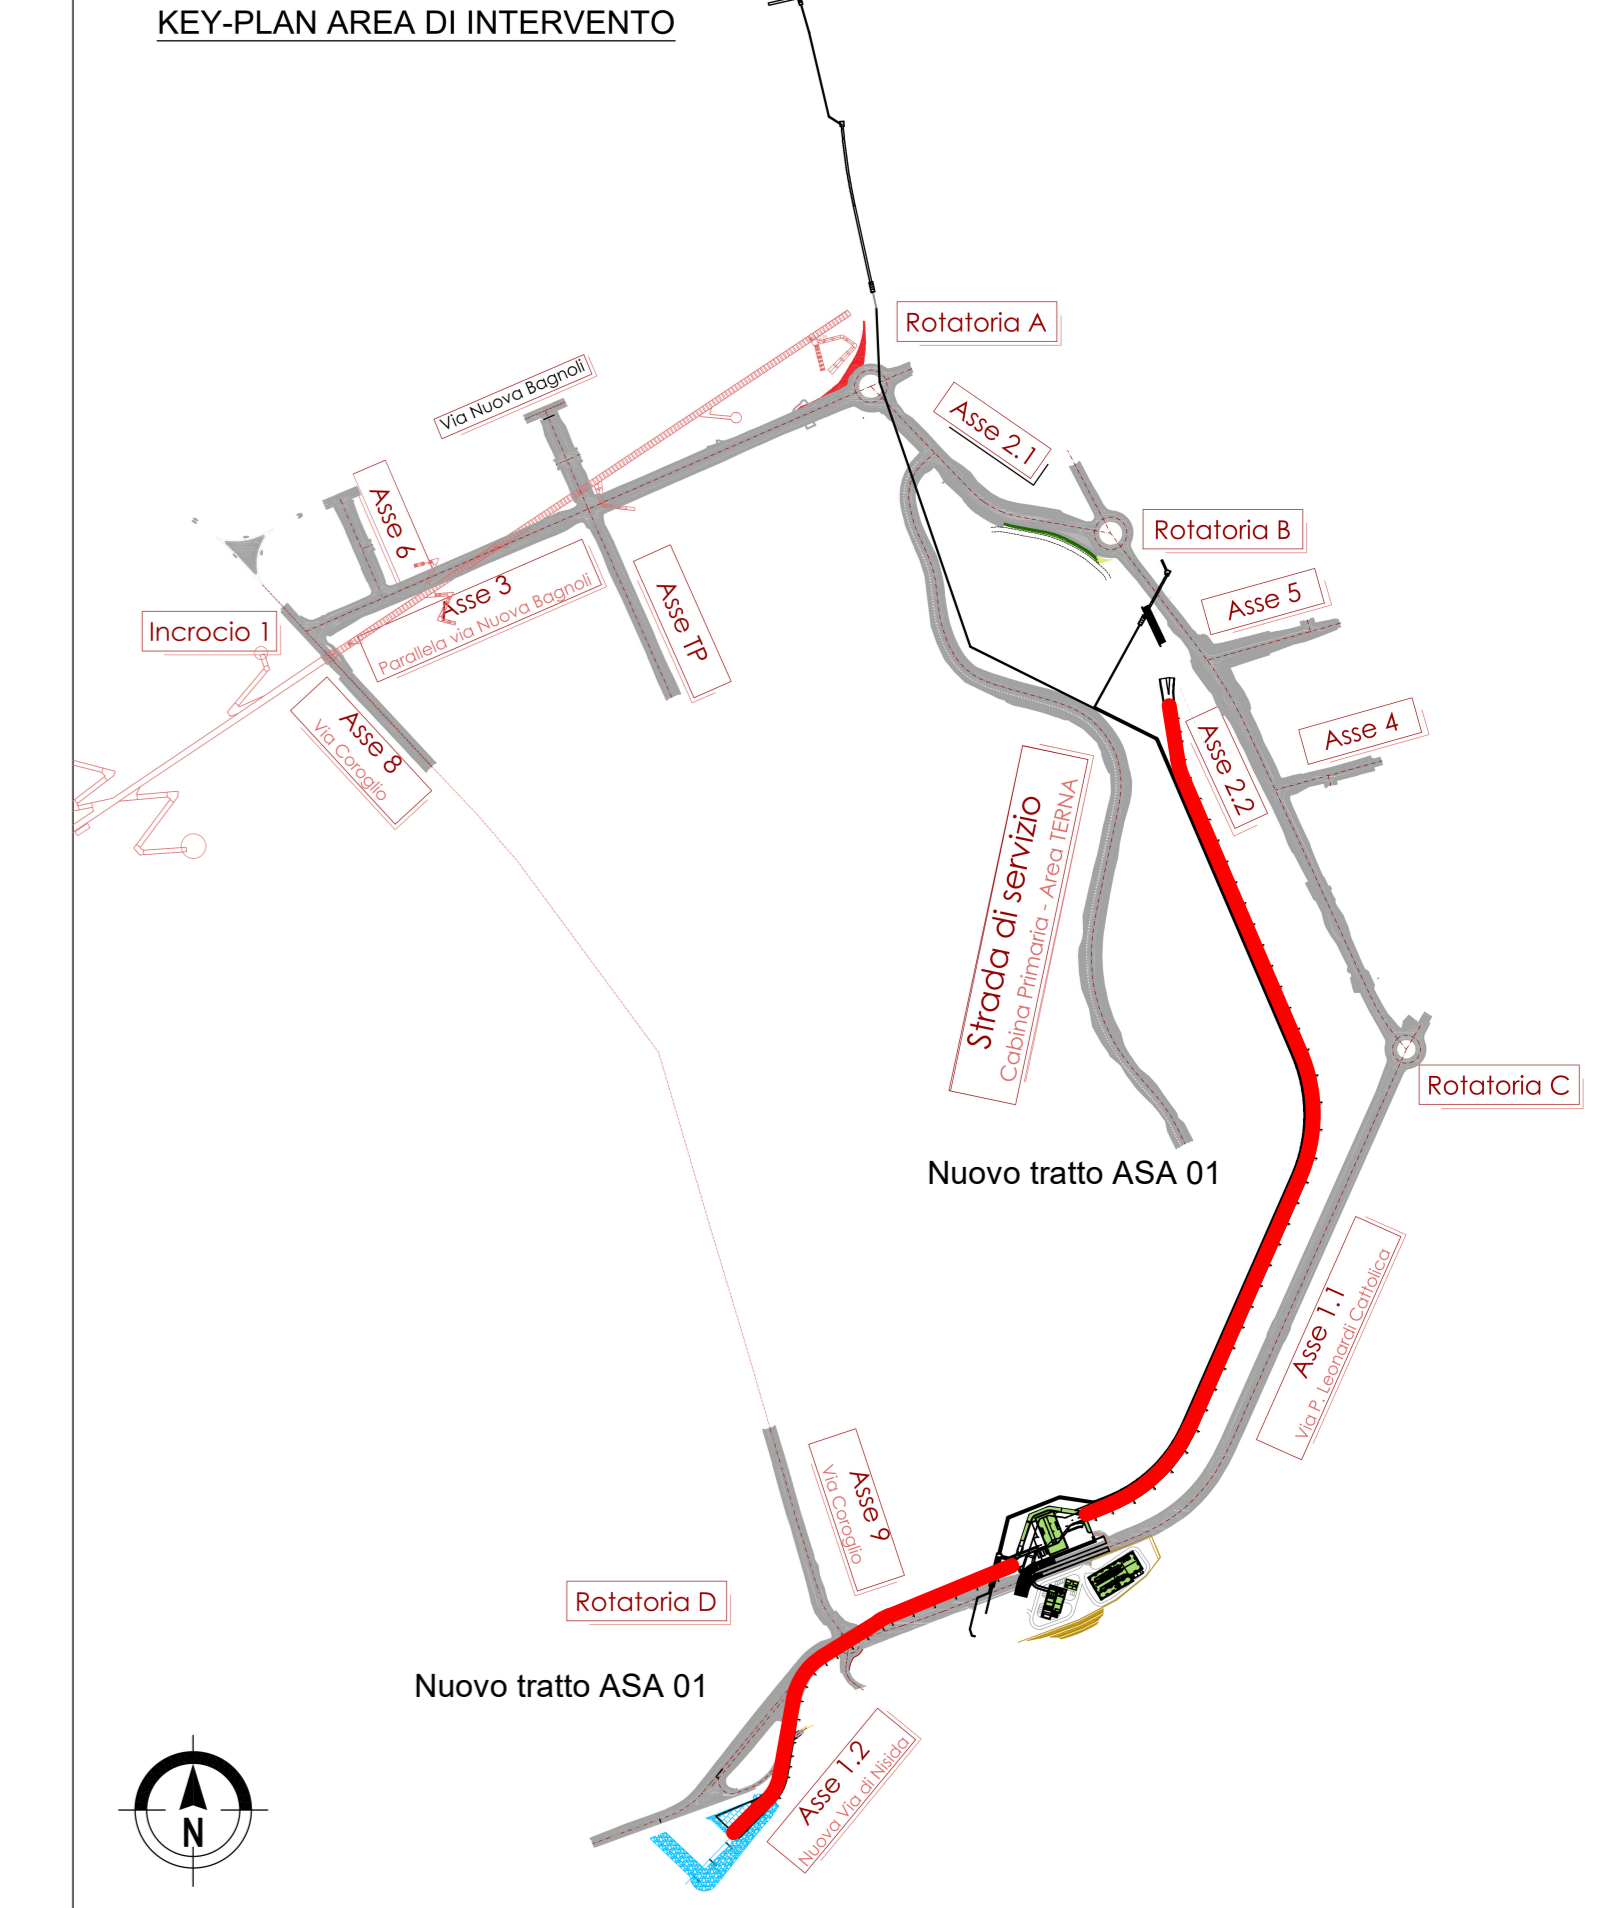 KEY-PLAN AREA DI INTERVENTO
Rotatoria A
Via Nuova Bagnoli
Asse 2.1
Asse 6
Rotatoria B
Asse 5
Asse 3
Parallela via Nuova Bagnoli
Asse TP
Incrocio 1
Asse 8
Via Coroglio
Asse 4
Asse 2.2
Strada di servizio
Cabina Primaria - Area TERNA
Rotatoria C
Nuovo tratto ASA 01
Asse 1.1
Via P. Leonardi Cattolica
Asse 9
Via Coroglio
Rotatoria D
Nuovo tratto ASA 01
Asse 1.2
Nuova Via di Nisida
N